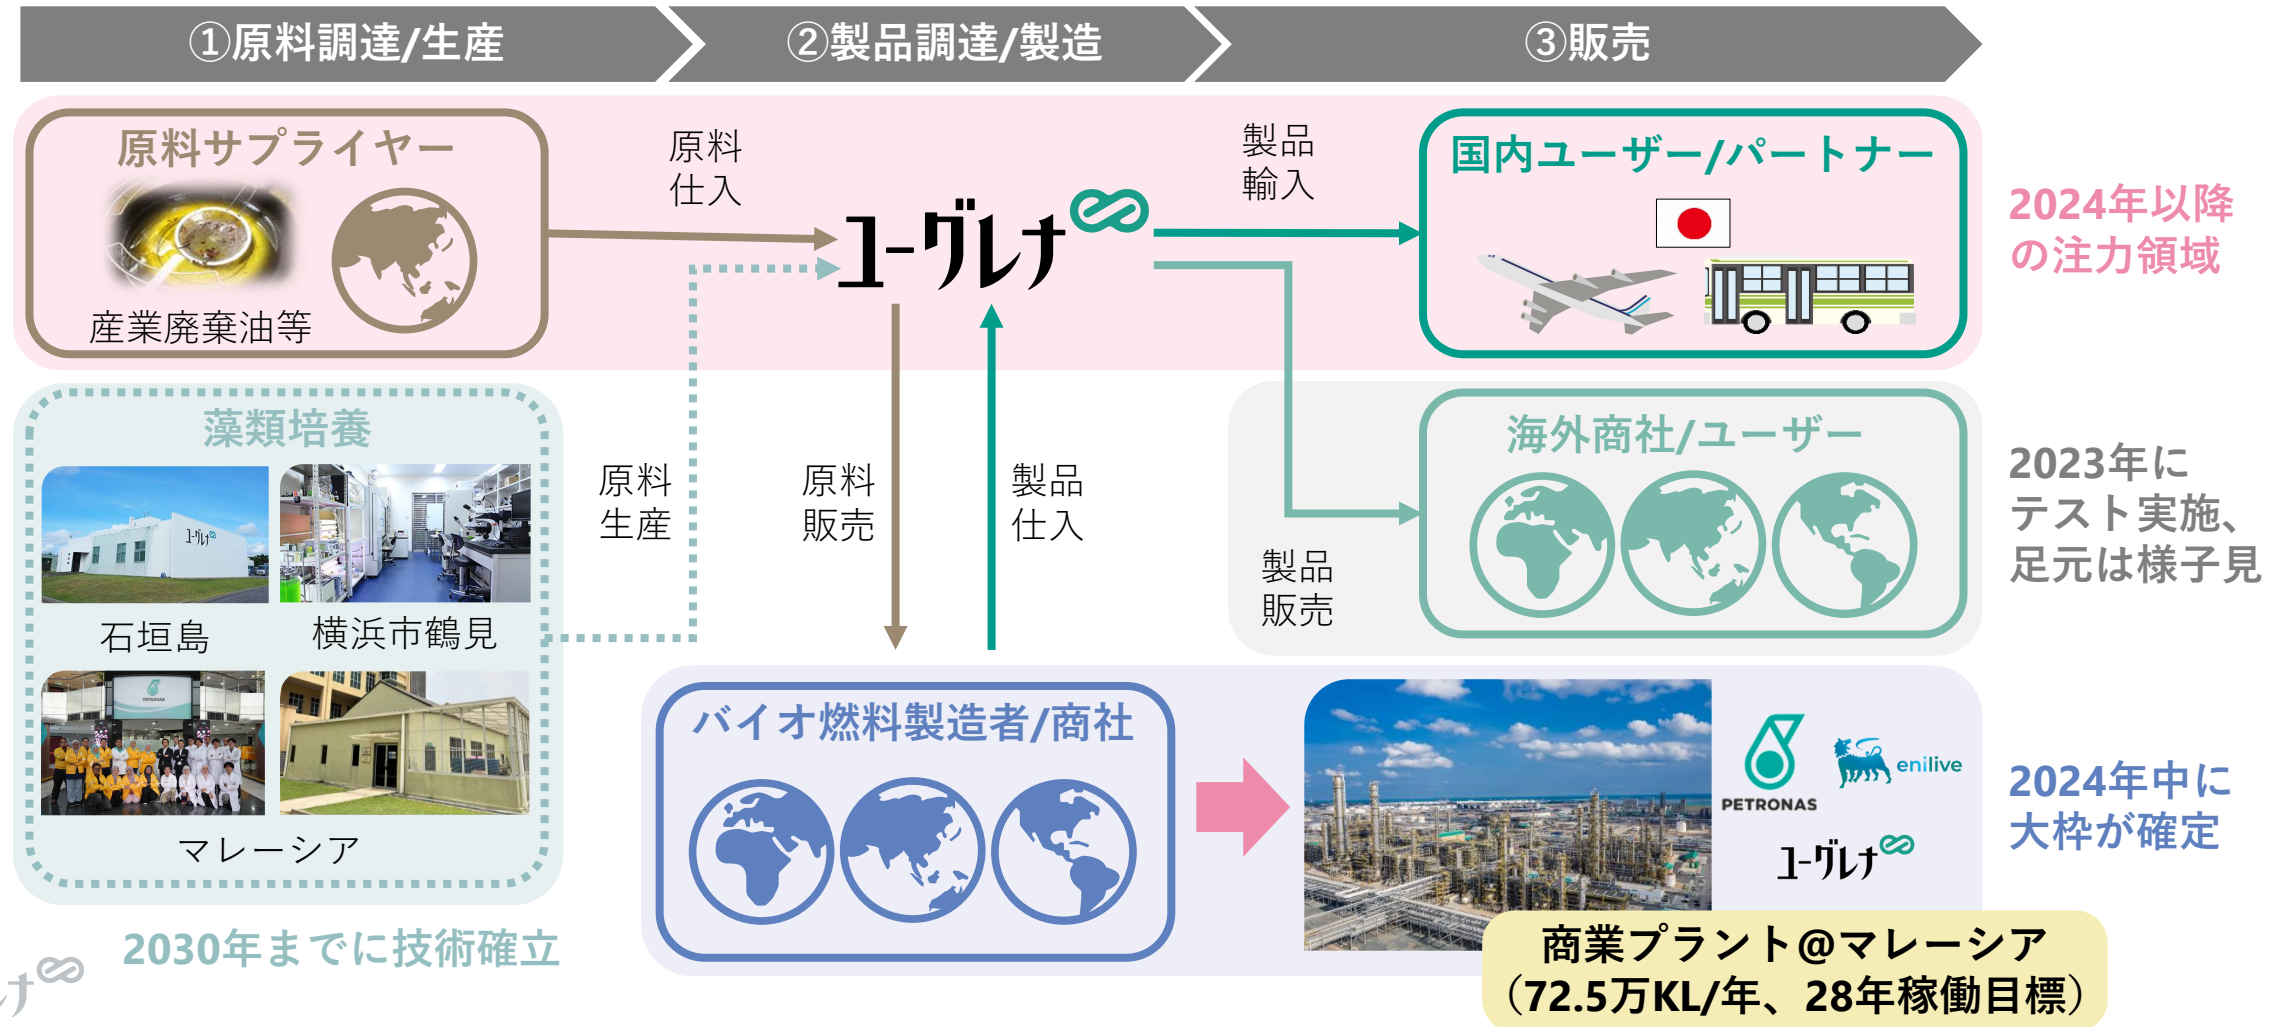 ①原料調達/生産
②製品調達/製造
③販売
原料サプライヤー
産業廃棄油等
原料
仕入
ユーグレナ
製品
輸入
国内ユーザー/パートナー
2024年以降
の注力領域
藻類培養
ユーグレナ
石垣島
横浜市鶴見
PETRONAS
マレーシア
2030年までに技術確立
原料
生産
原料
販売
製品
仕入
製品
販売
海外商社/ユーザー
2023年に
テスト実施、
足元は様子見
バイオ燃料製造者/商社
PETRONAS
enilive
ユーグレナ
2024年中に
大枠が確定
商業プラント@マレーシア
（72.5万KL/年、28年稼働目標）